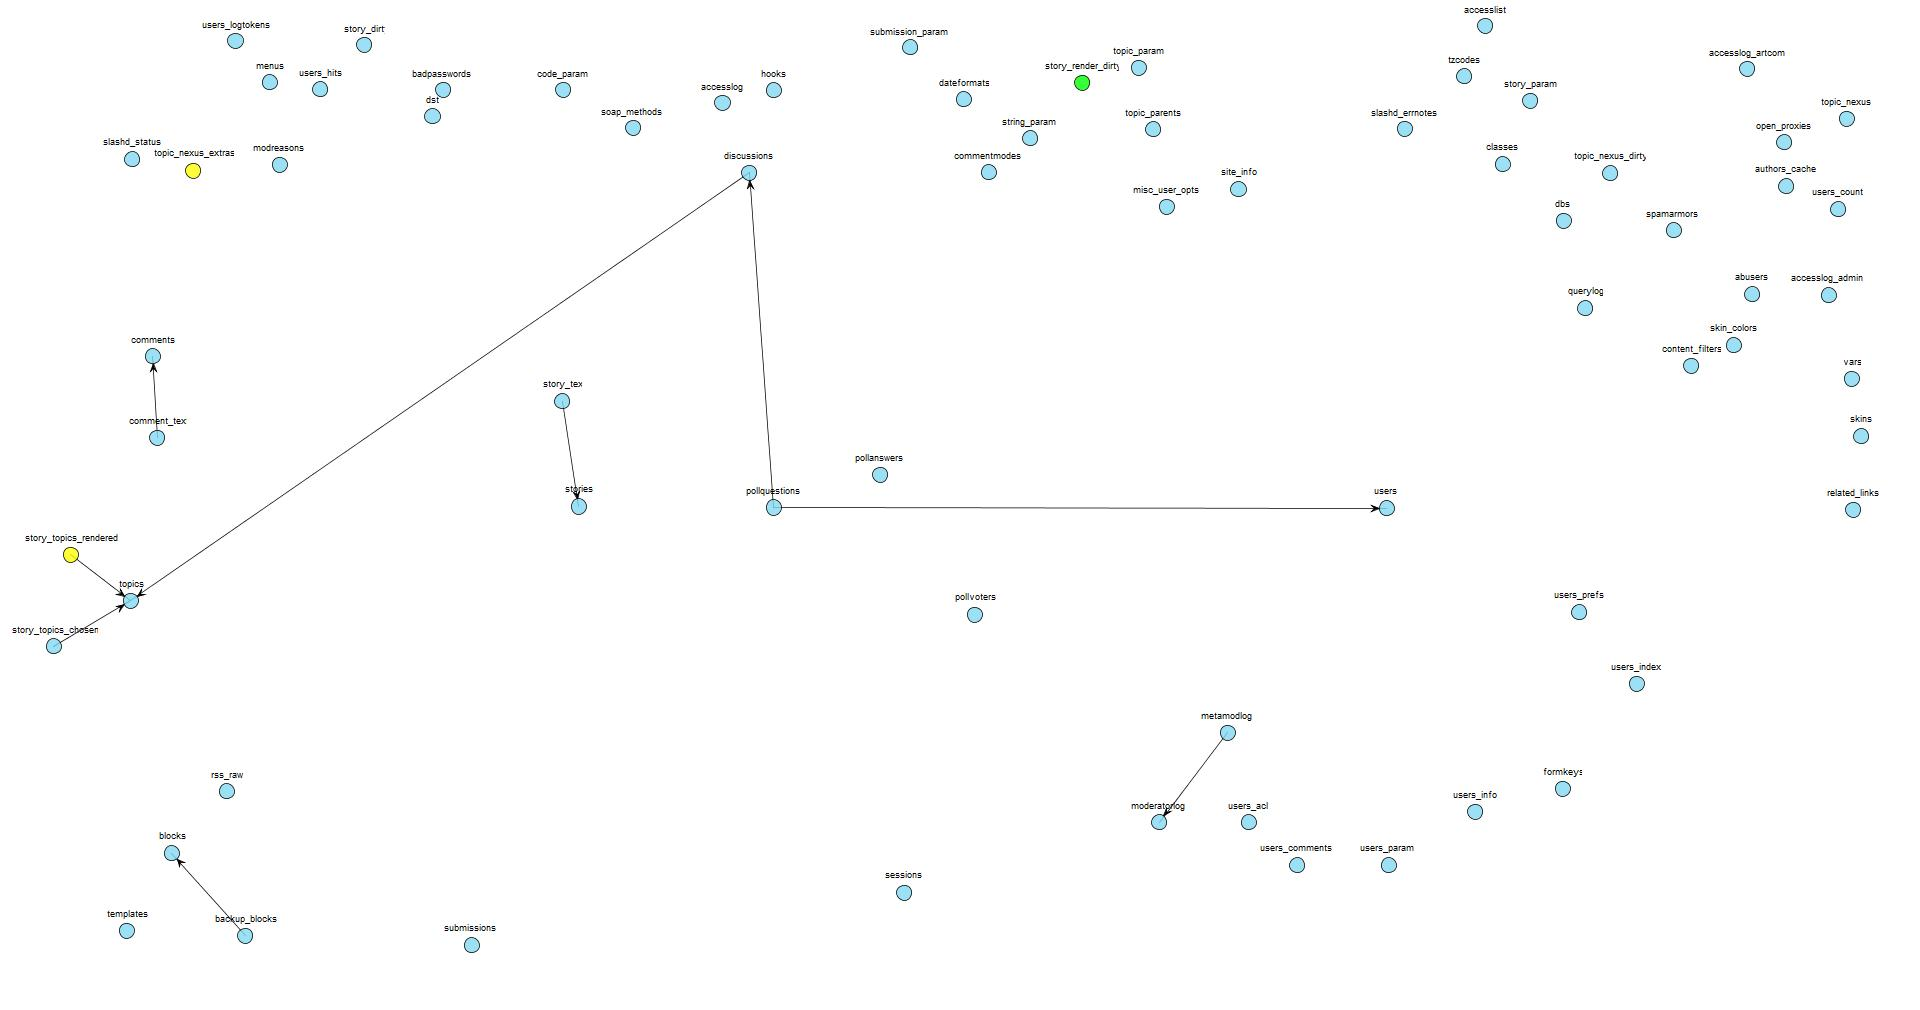 accesslist
users_logtokens
story_dirt
submission_param
topic_param
accesslog_artcom
tzcodes
menus
users_hits
badpasswords
code_param
hooks
story_render_dirty
accesslog
dateformats
story_param
dst
topic_nexus
soap_methods
string_param
topic_parents
slashd_errnotes
open_proxies
slashd_status
topic_nexus_extras
modreasons
discussions
commentmodes
classes
topic_nexus_dirty
authors_cache
site_info
misc_user_opts
users_count
dbs
spamarmors
abusers
accesslog_admin
querylog
skin_colors
comments
content_filters
vars
story_tex
comment_tex
skins
pollanswers
stories
pollquestions
users
related_links
story_topics_rendered
topics
pollvoters
users_prefs
story_topics_chosen
users_index
metamodlog
rss_raw
formkeys
users_info
moderatorlog
users_acl
blocks
users_comments
users_param
sessions
templates
backup_blocks
submissions